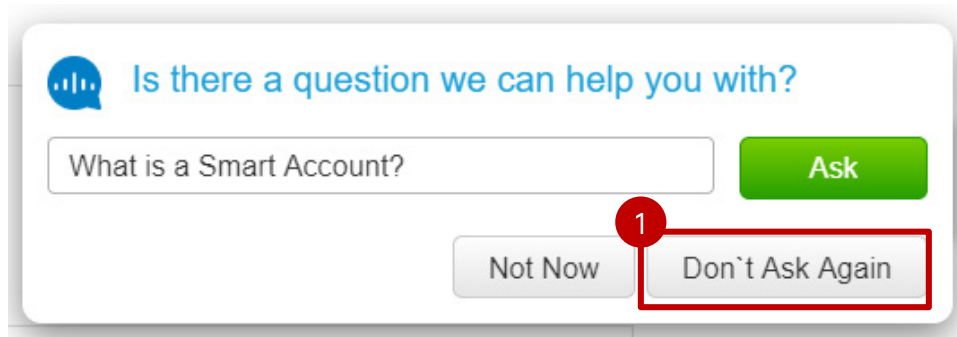 Is there a question we can help you with?
What is a Smart Account?
Ask
1
Not Now
Don`t Ask Again